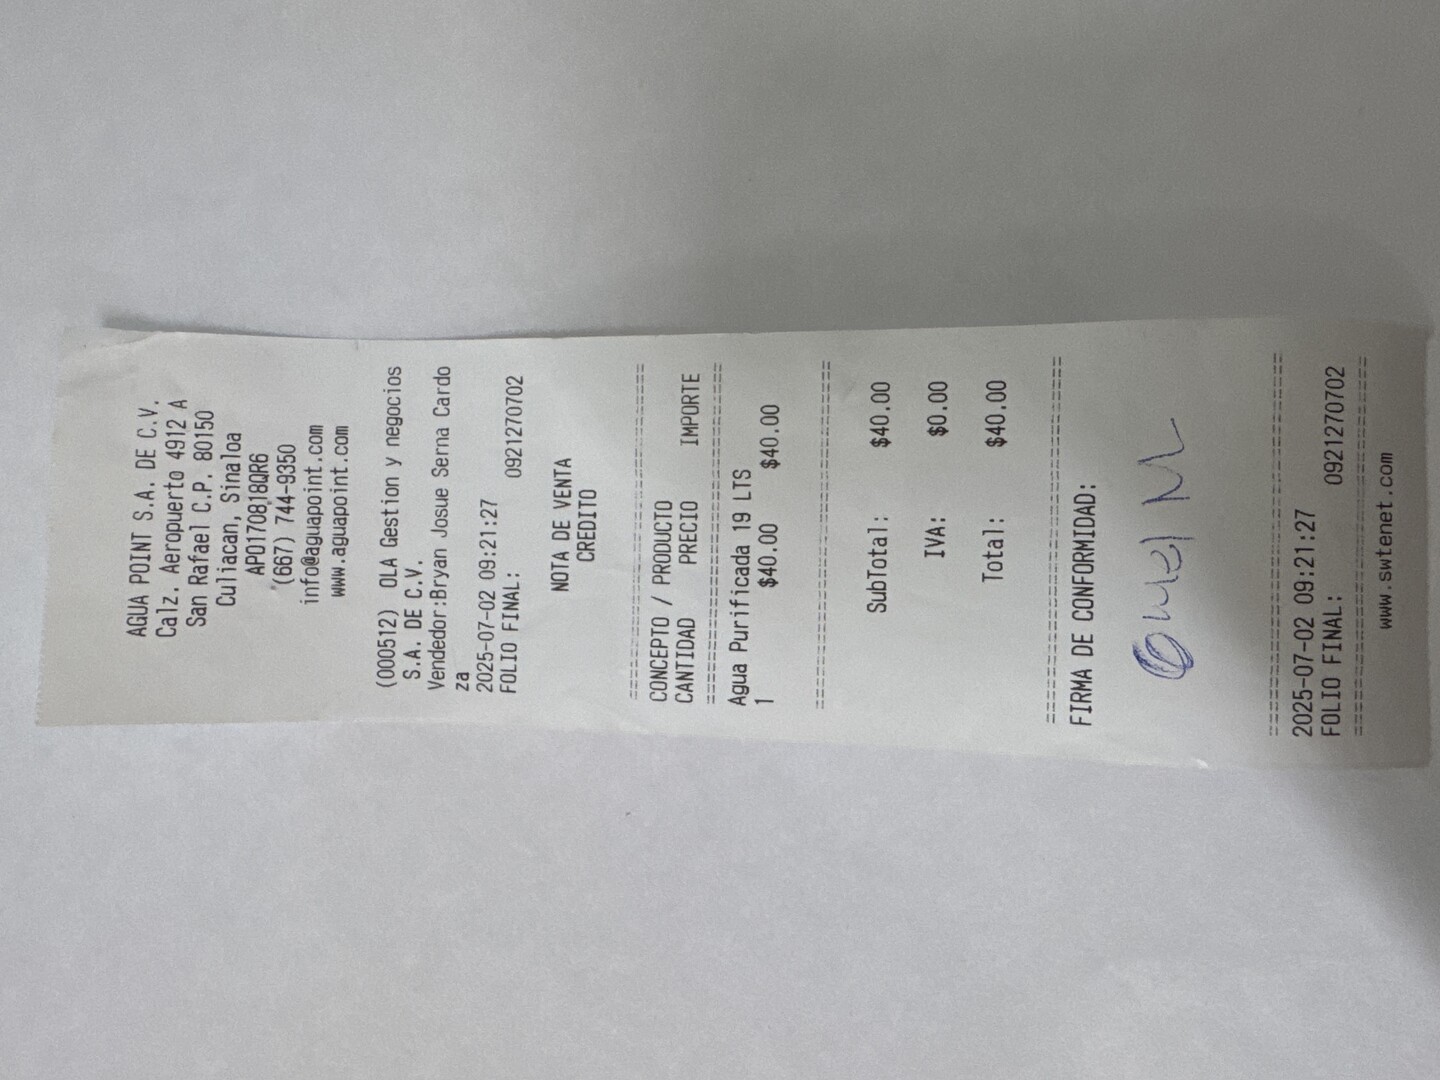 AGUA POINT S.A. DE C.V.
Calz. Aeropuerto 4912 A
San Rafael C.P. 80150
Culiacan, Sinaloa
APO170818QR6
(667) 744-9350
info@aguapoint.com
www.aguapoint.com
(000512) OLA Gestion y negocios
S.A. DE C.V.
Vendedor:Bryan Josue Serna Cardo
za
2025-07-02 09:21:27
FOLIO FINAL: 0921270702
NOTA DE VENTA
CREDITO
================================
CONCEPTO / PRODUCTO
CANTIDAD / PRECIO IMPORTE
================================
Agua Purificada 19 LTS
1 $40.00 $40.00
================================
SubTotal: $40.00
IVA: $0.00
Total: $40.00
================================
FIRMA DE CONFORMIDAD:
================================
2025-07-02 09:21:27
FOLIO FINAL: 0921270702
================================
www.swtenet.com